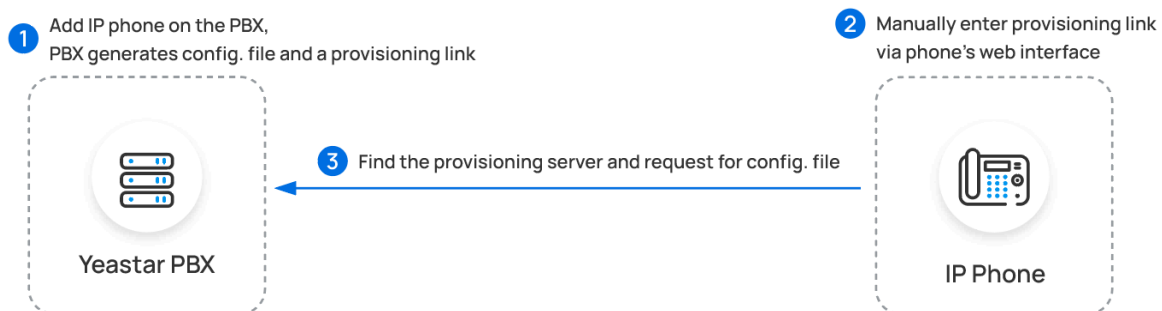 1 Add IP phone on the PBX,
PBX generates config. file and a provisioning link
2 Manually enter provisioning link
via phone's web interface
3 Find the provisioning server and request for config. file
Yeastar PBX
IP Phone